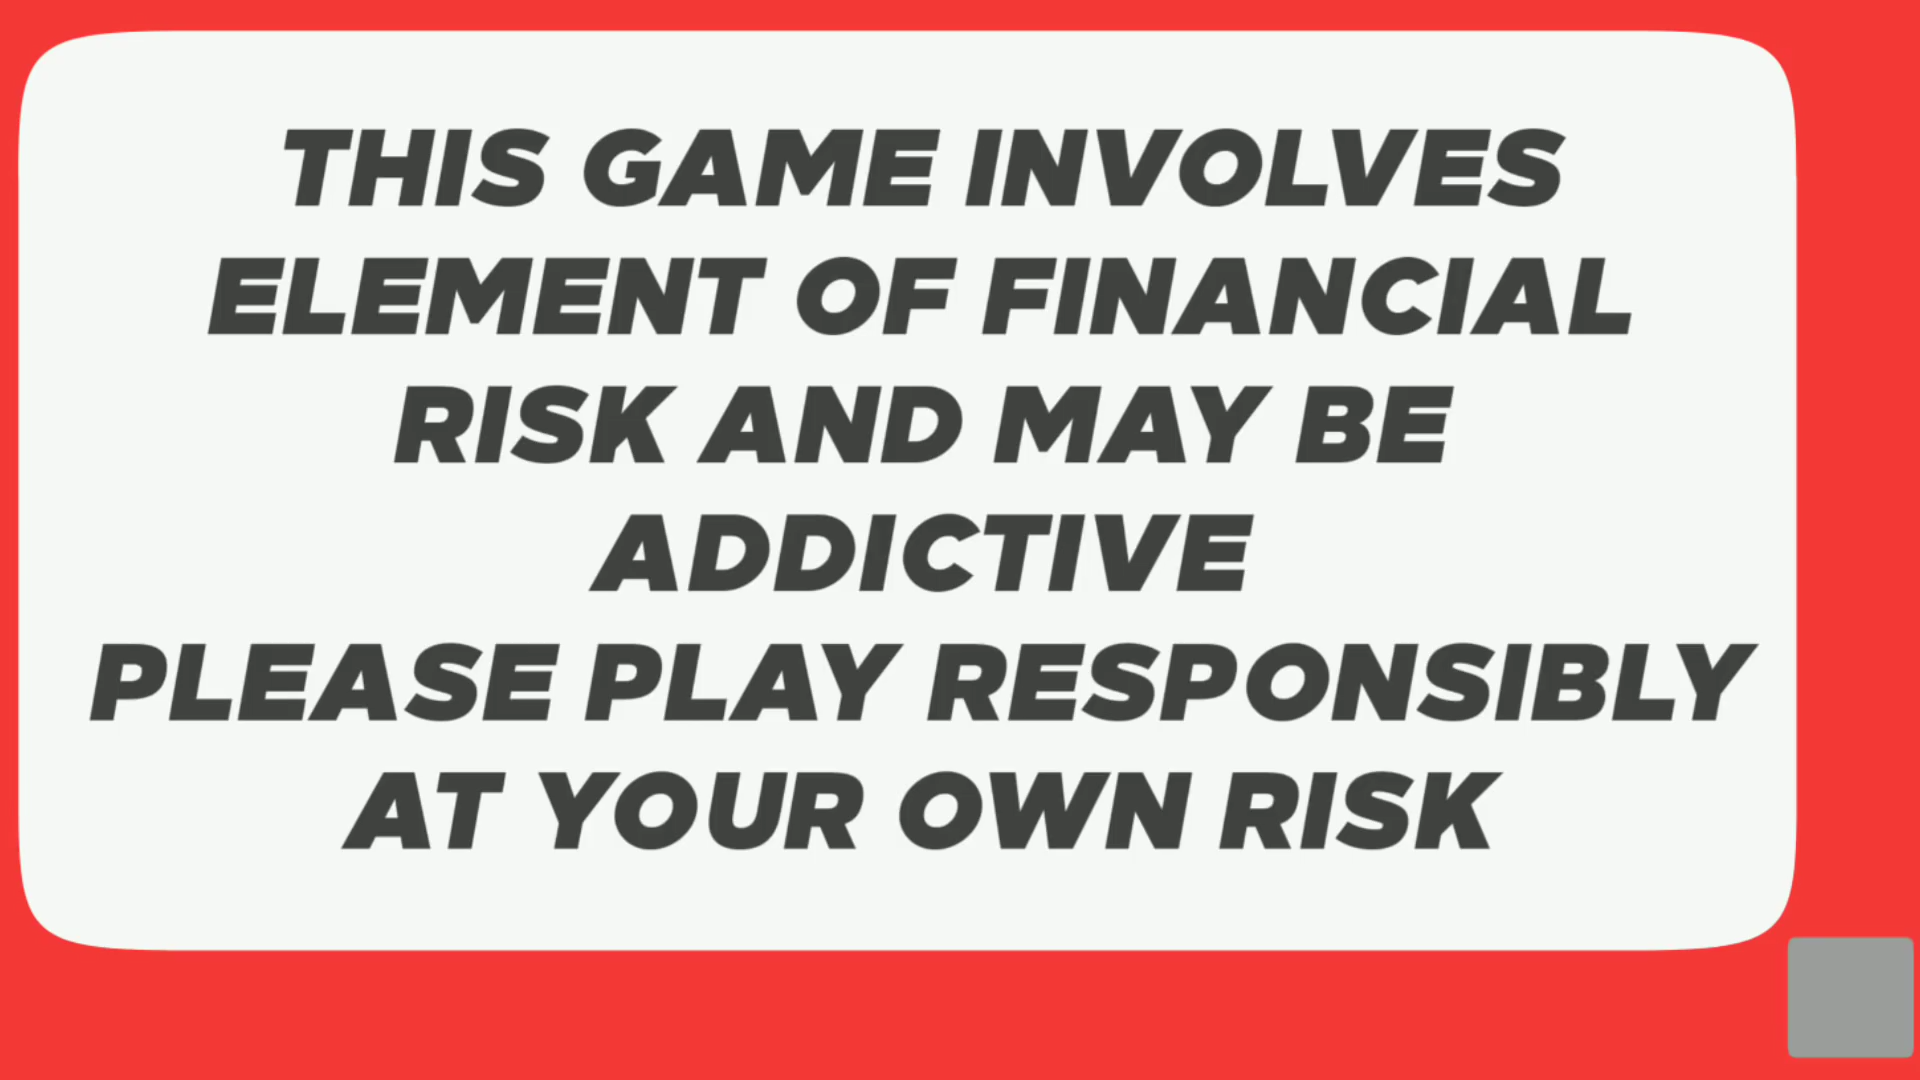 THIS GAME INVOLVES
ELEMENT OF FINANCIAL
RISK AND MAY BE
ADDICTIVE
PLEASE PLAY RESPONSIBLY
AT YOUR OWN RISK